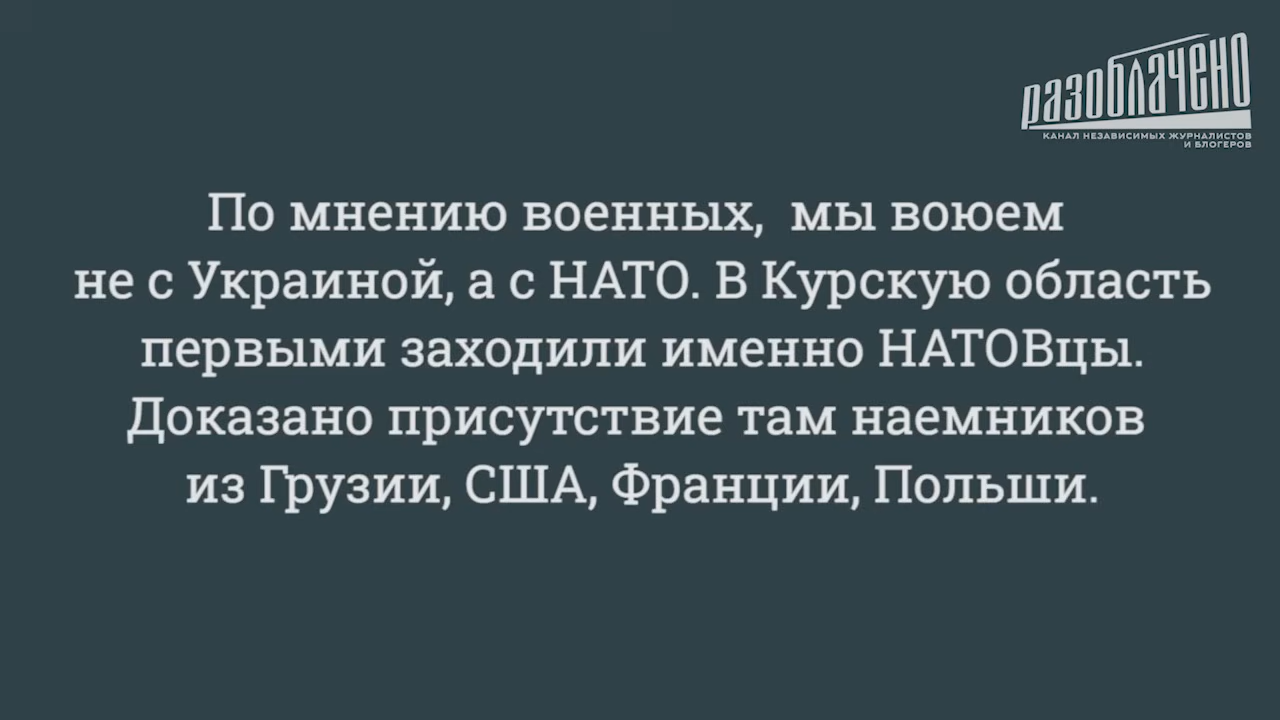 разоблачено
КАНАЛ НЕЗАВИСИМЫХ ЖУРНАЛИСТОВ
И БЛОГЕРОВ
По мнению военных, мы воюем
не с Украиной, а с НАТО. В Курскую область
первыми заходили именно НАТОВцы.
Доказано присутствие там наемников
из Грузии, США, Франции, Польши.